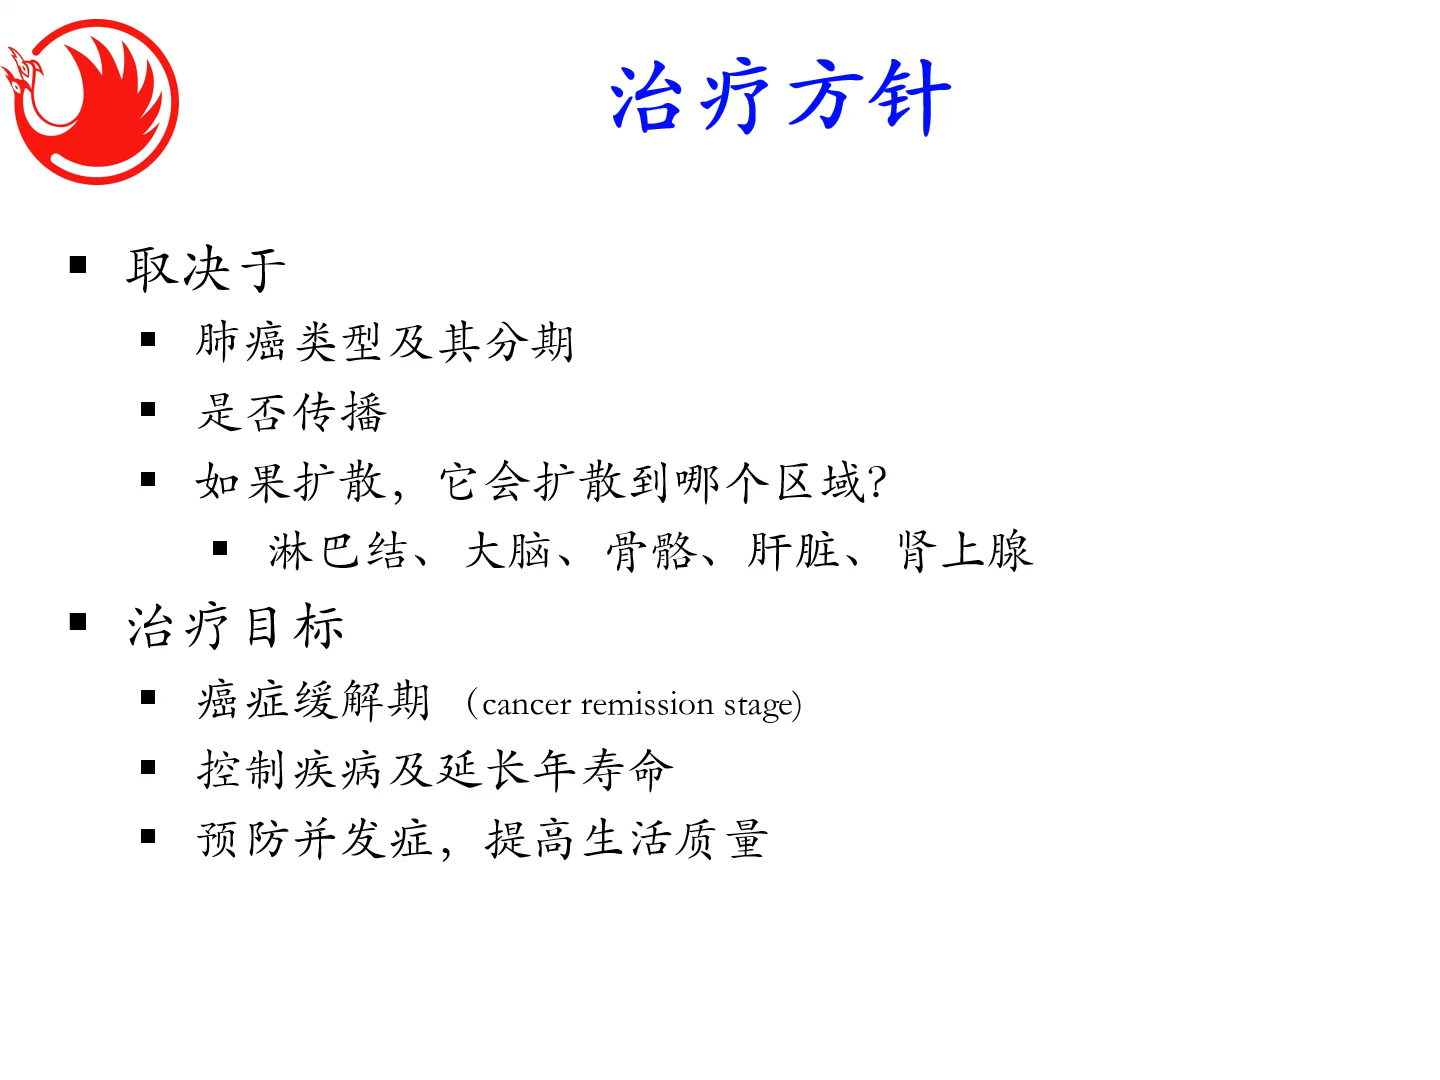 治疗方针
取决于
肺癌类型及其分期
是否传播
如果扩散，它会扩散到哪个区域？
淋巴结、大脑、骨骼、肝脏、肾上腺
治疗目标
癌症缓解期 （cancer remission stage)
控制疾病及延长年寿命
预防并发症，提高生活质量